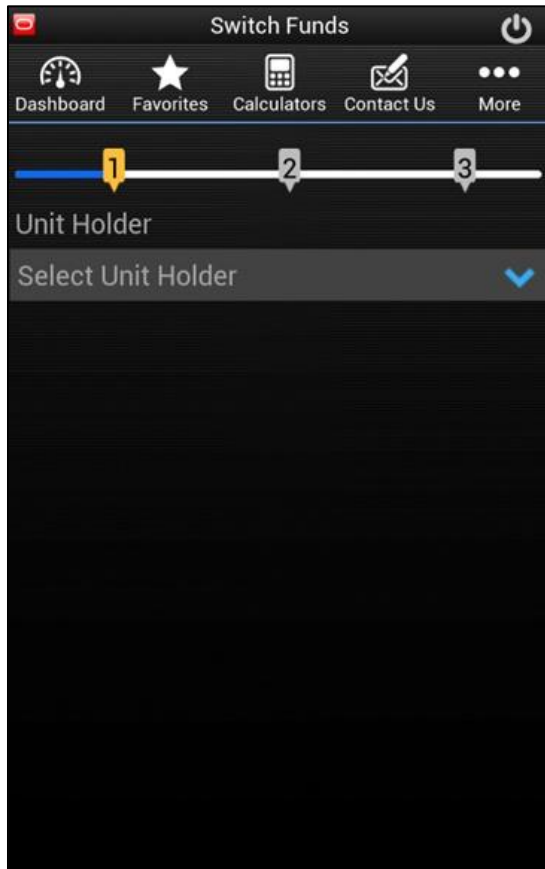 Switch Funds
Dashboard Favorites Calculators Contact Us More
1 2 3
Unit Holder
Select Unit Holder